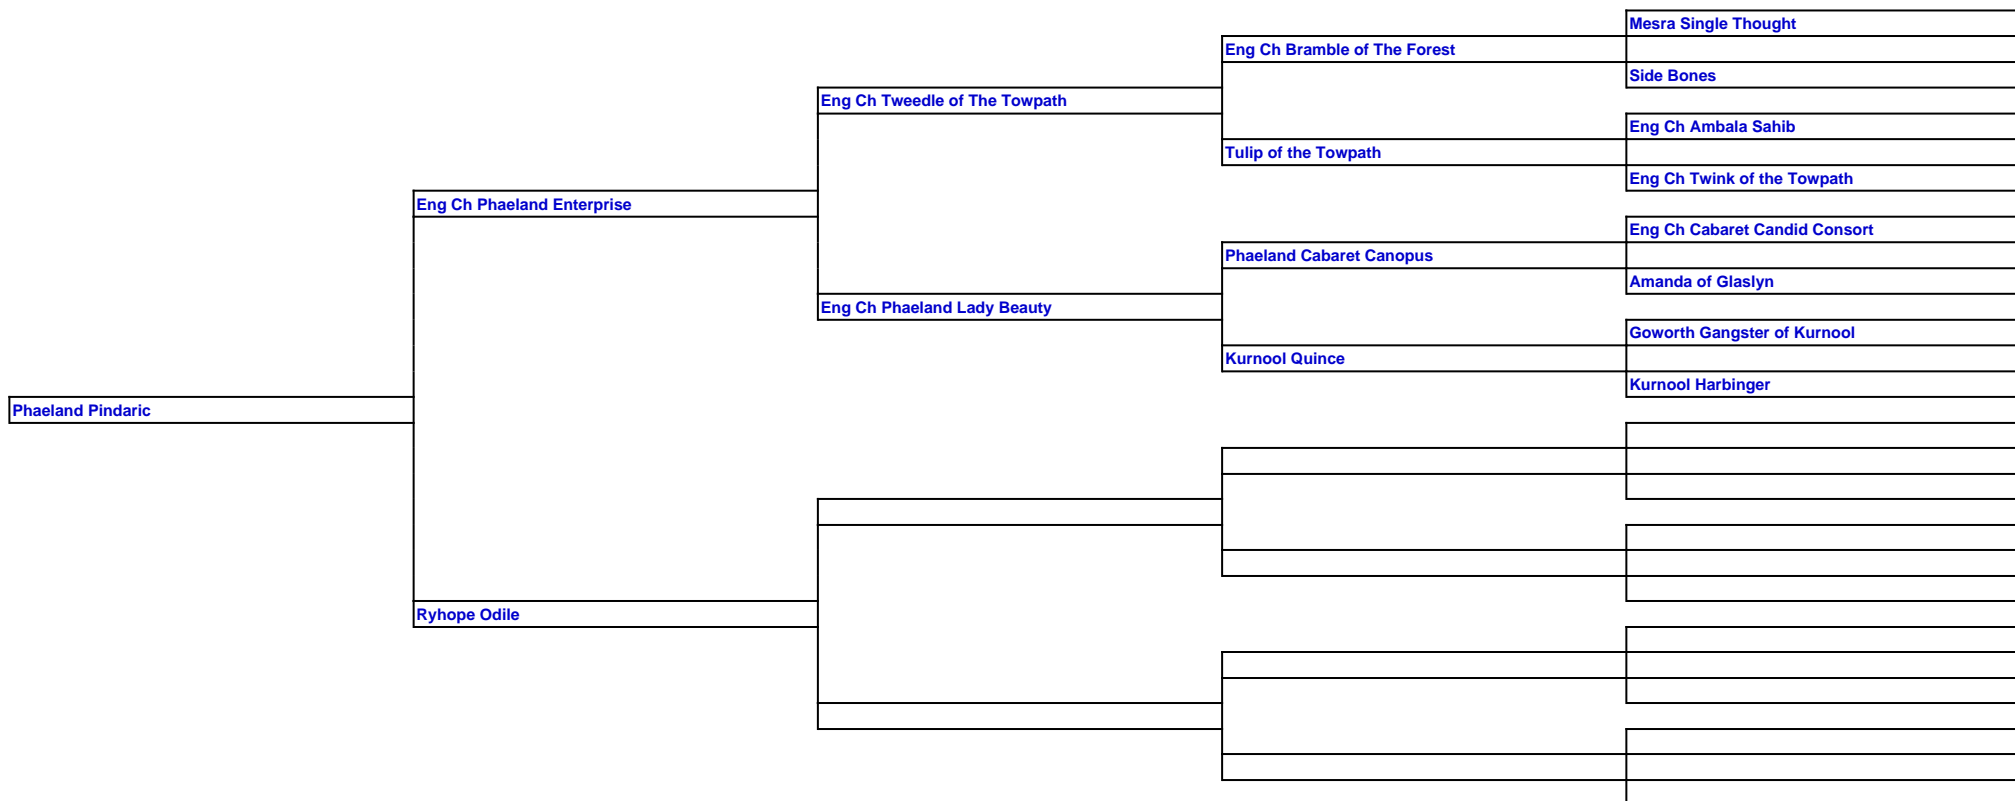 Mesra Single Thought
Eng Ch Bramble of The Forest
Side Bones
Eng Ch Tweedle of The Towpath
Eng Ch Ambala Sahib
Tulip of the Towpath
Eng Ch Twink of the Towpath
Eng Ch Phaeland Enterprise
Eng Ch Cabaret Candid Consort
Phaeland Cabaret Canopus
Amanda of Glaslyn
Eng Ch Phaeland Lady Beauty
Goworth Gangster of Kurnool
Kurnool Quince
Kurnool Harbinger
Phaeland Pindaric
Ryhope Odile